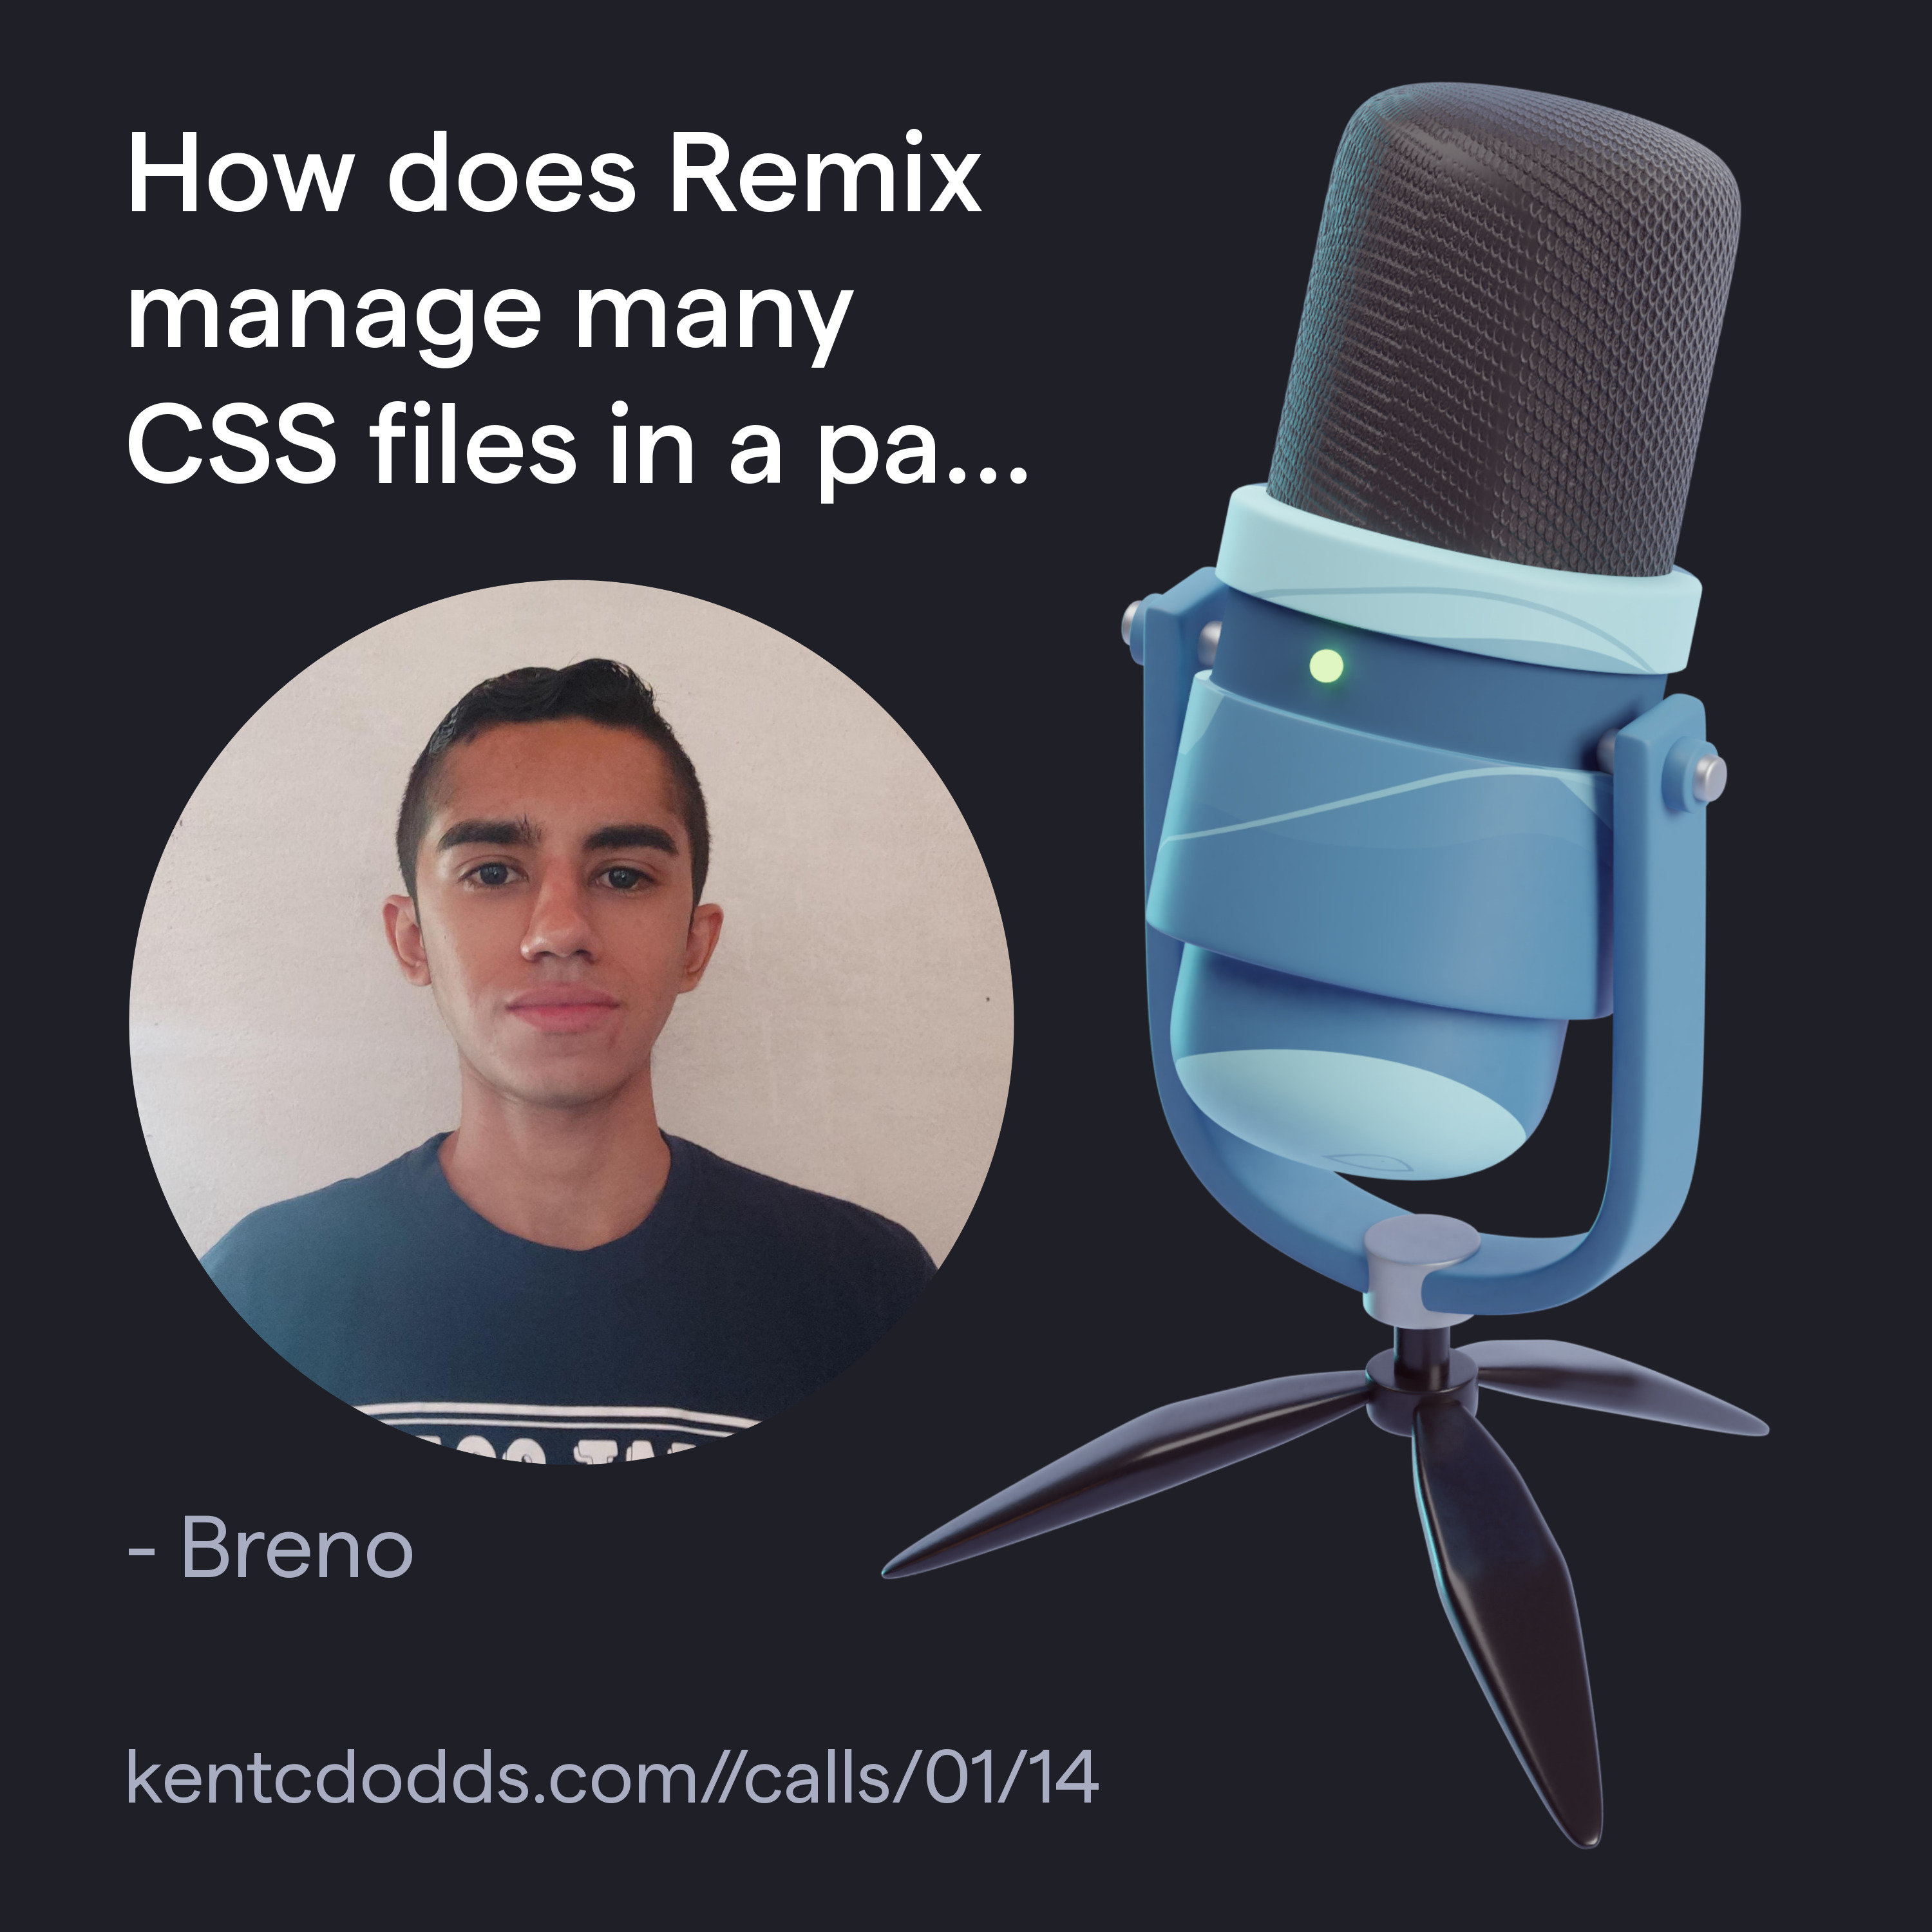 How does Remix
manage many
CSS files in a pa...
- Breno
kentcdodds.com//calls/01/14